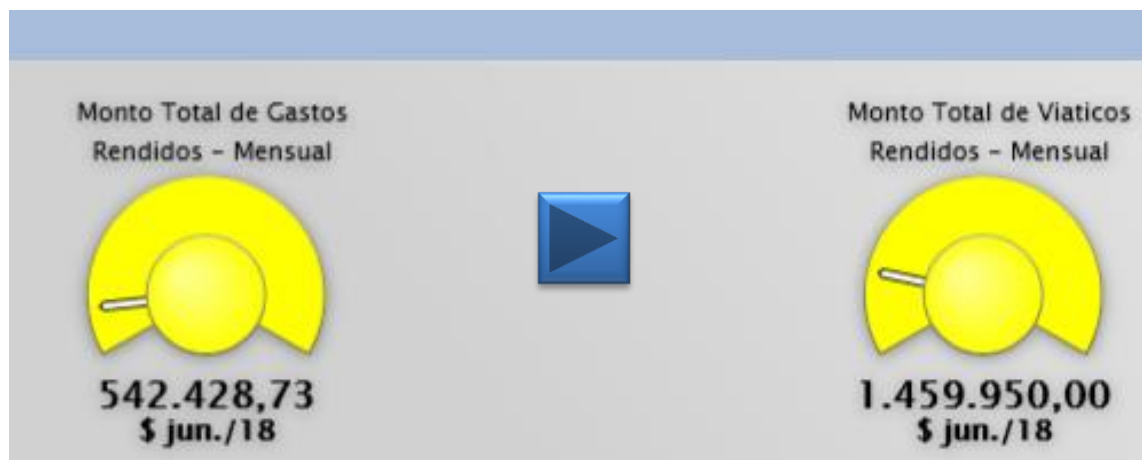 Monto Total de Gastos
Rendidos - Mensual
542.428,73
$ jun./18
Monto Total de Viaticos
Rendidos - Mensual
1.459.950,00
$ jun./18